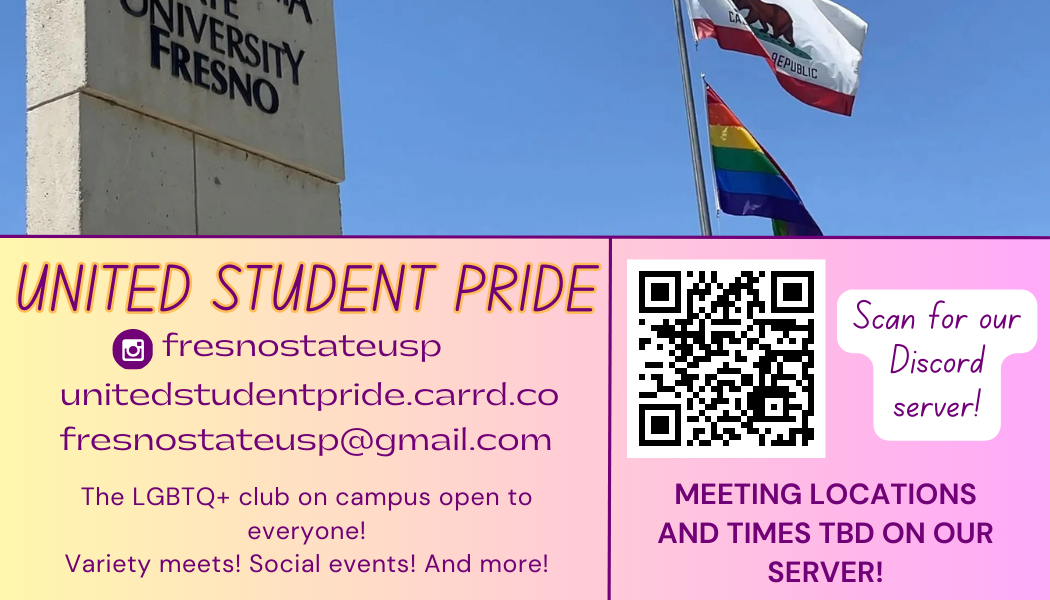 UNIVERSITY
FRESNO
REPUBLIC
UNITED STUDENT PRIDE
fresnostateusp
unitedstudentpride.carrd.co
fresnostateusp@gmail.com
The LGBTQ+ club on campus open to
everyone!
Variety meets! Social events! And more!
Scan for our
Discord
server!
MEETING LOCATIONS
AND TIMES TBD ON OUR
SERVER!